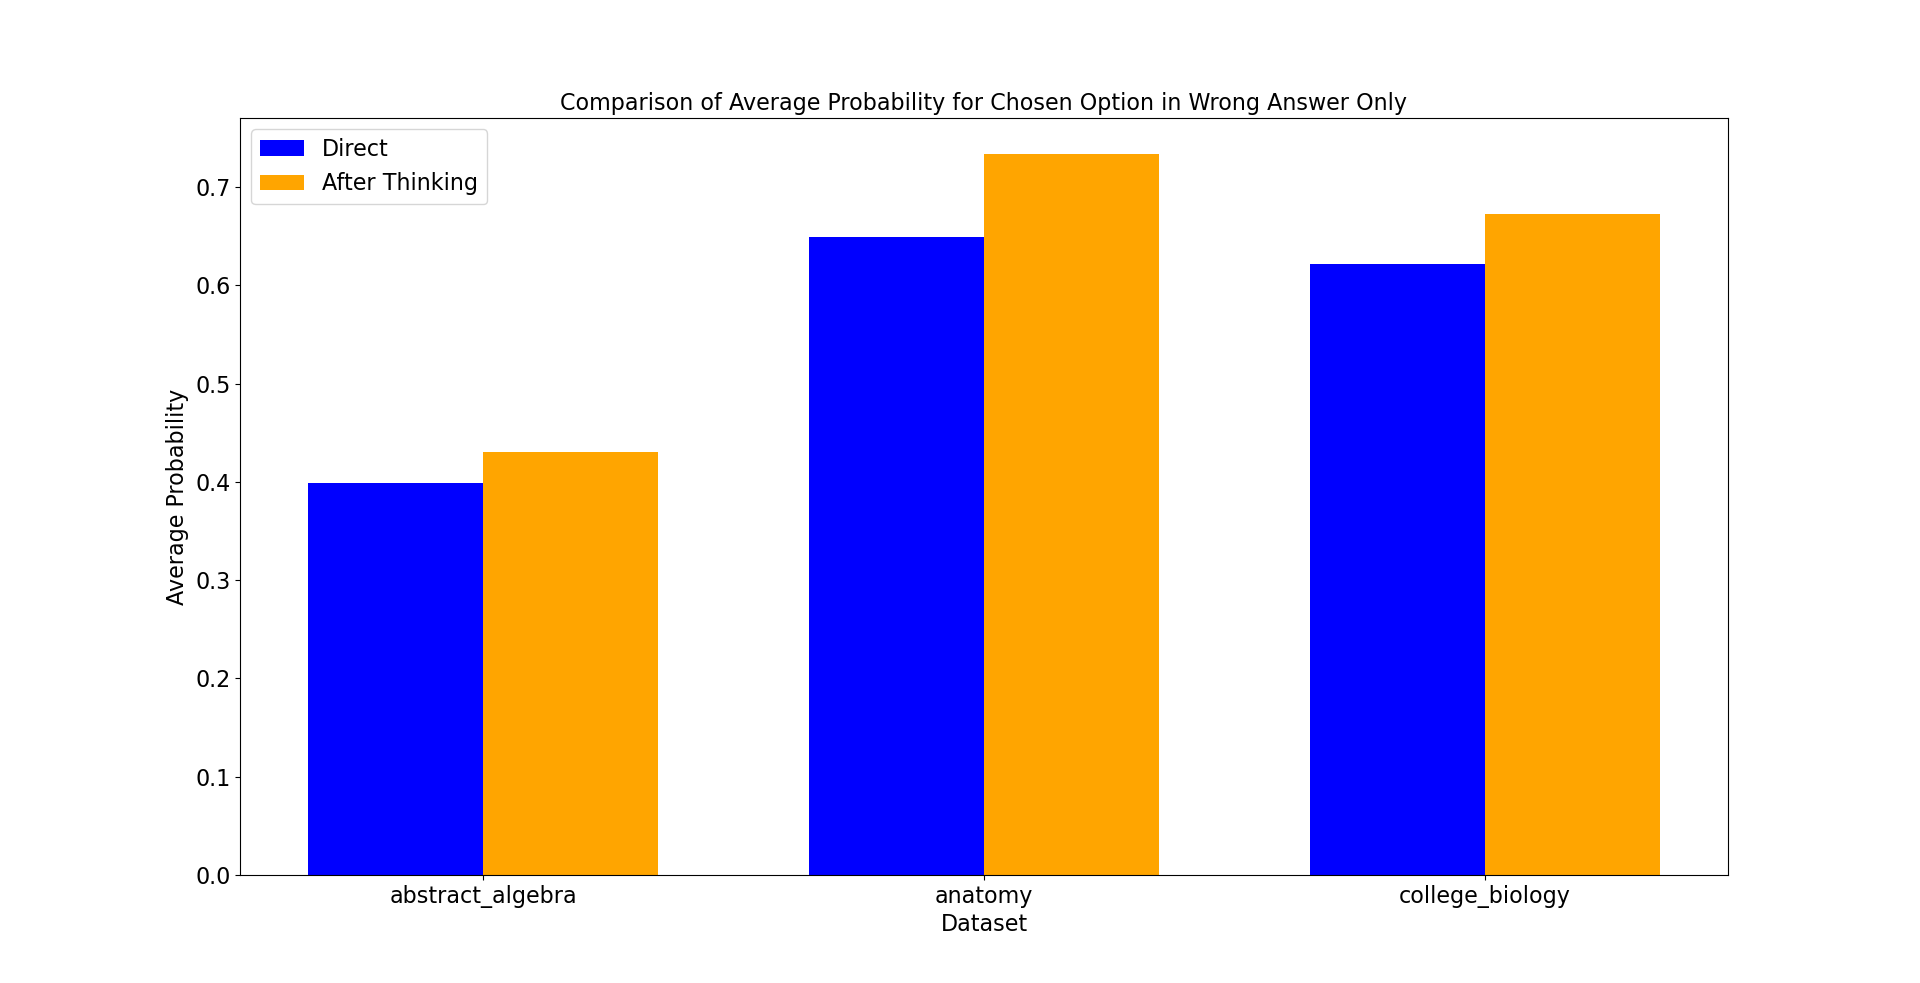 Comparison of Average Probability for Chosen Option in Wrong Answer Only
Direct
After Thinking
Average Probability
0.7
0.6
0.5
0.4
0.3
0.2
0.1
0.0
abstract_algebra
anatomy
college_biology
Dataset